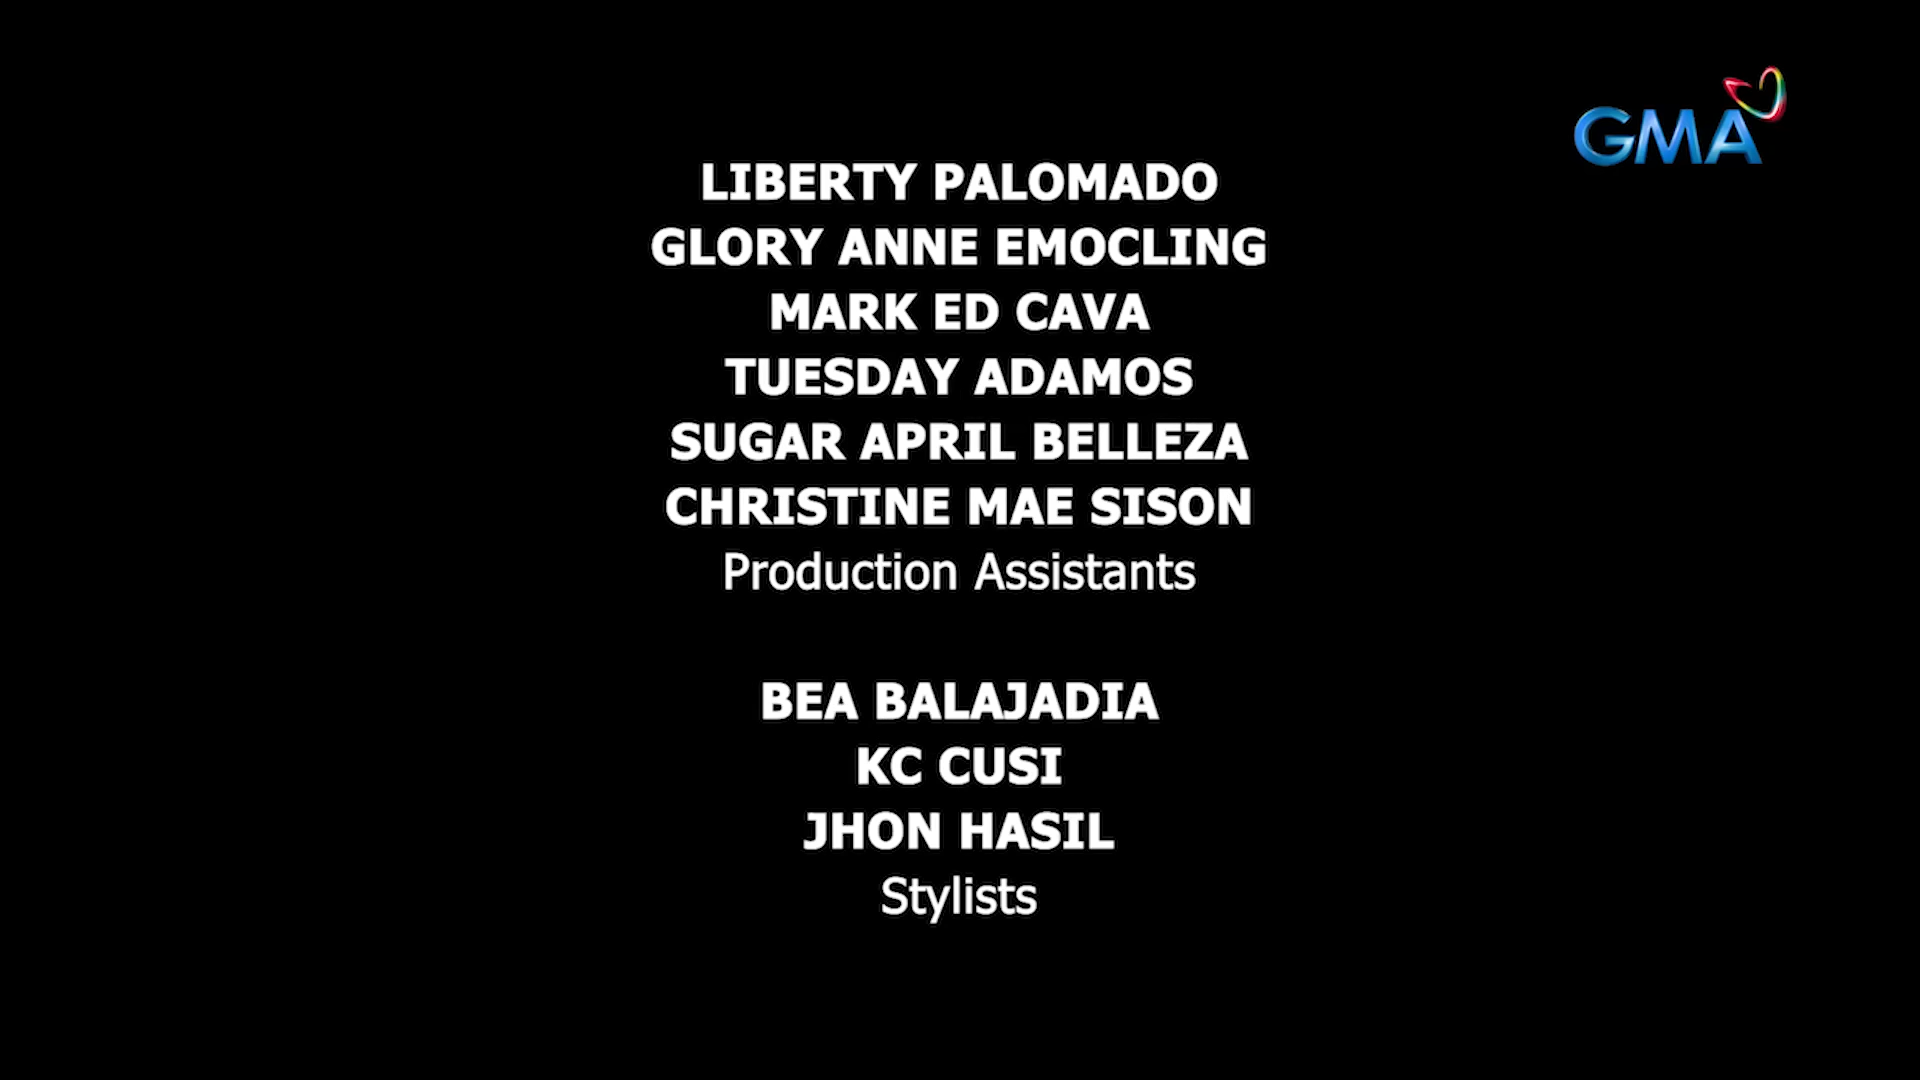 GMA
LIBERTY PALOMADO
GLORY ANNE EMOCLING
MARK ED CAVA
TUESDAY ADAMOS
SUGAR APRIL BELLEZA
CHRISTINE MAE SISON
Production Assistants
BEA BALAJADIA
KC CUSI
JHON HASIL
Stylists